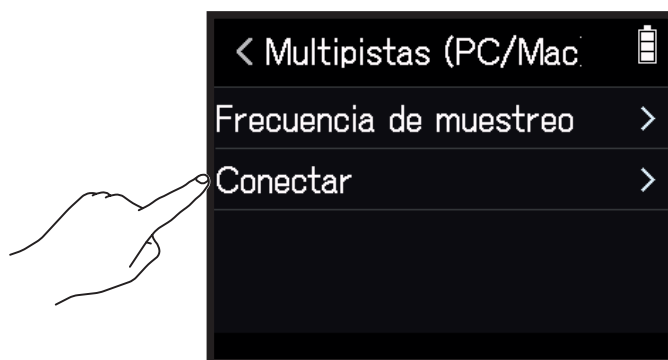 < Multipistas (PC/Mac)
Frecuencia de muestreo >
Conectar >